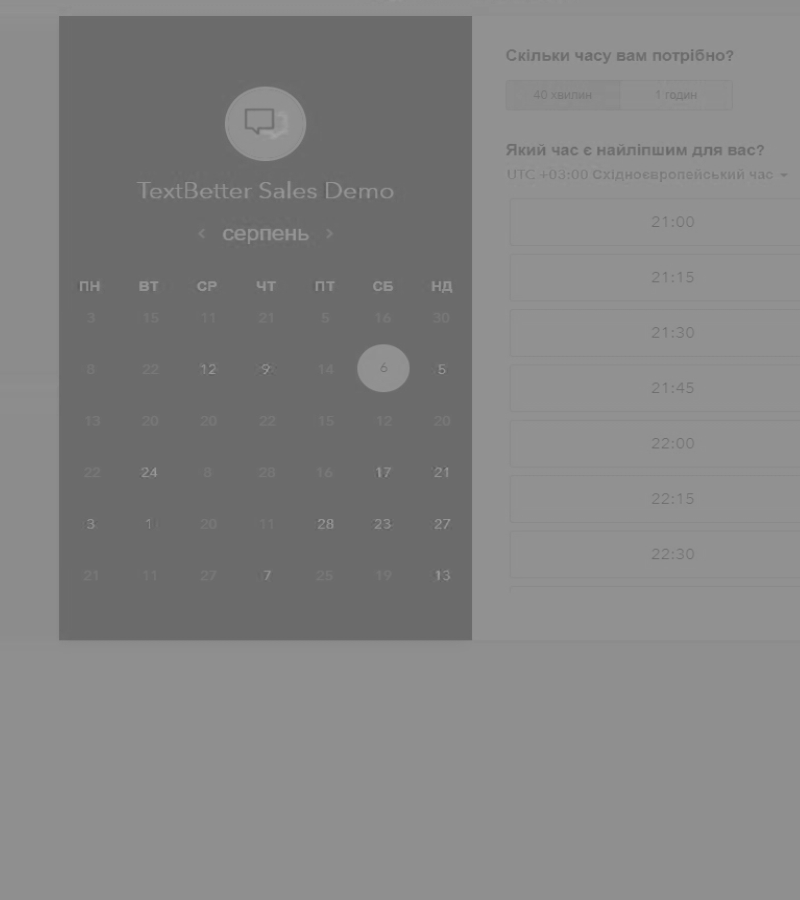 TextBetter Sales Demo
серпень
ПН ВТ СР ЧТ ПТ СБ НД
3 15 11 21 5 16 30
8 22 12 9 14 6 5
13 20 20 22 15 12 20
22 24 8 28 16 17 21
3 1 20 11 28 23 27
21 11 27 7 25 19 13
Скільки часу вам потрібно?
40 хвилин 1 годин
Який час є найліпшим для вас?
UTC +03:00 Східноєвропейський час
21:00
21:15
21:30
21:45
22:00
22:15
22:30